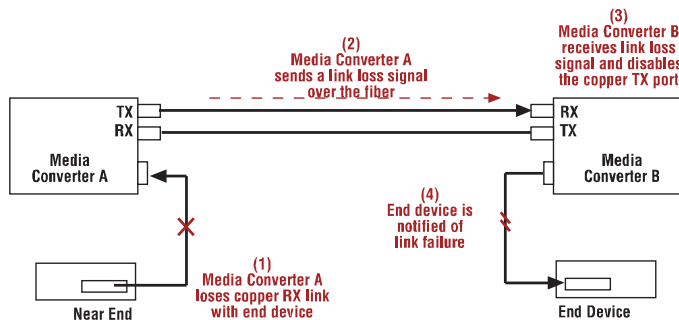 (2)
Media Converter A
sends a link loss signal
over the fiber
(3)
Media Converter B
receives link loss
signal and disables
the copper TX port
TX
RX
Media
Converter A
RX
TX
Media
Converter B
(4)
End device is
notified of
link failure
(1)
Media Converter A
loses copper RX link
with end device
Near End
End Device